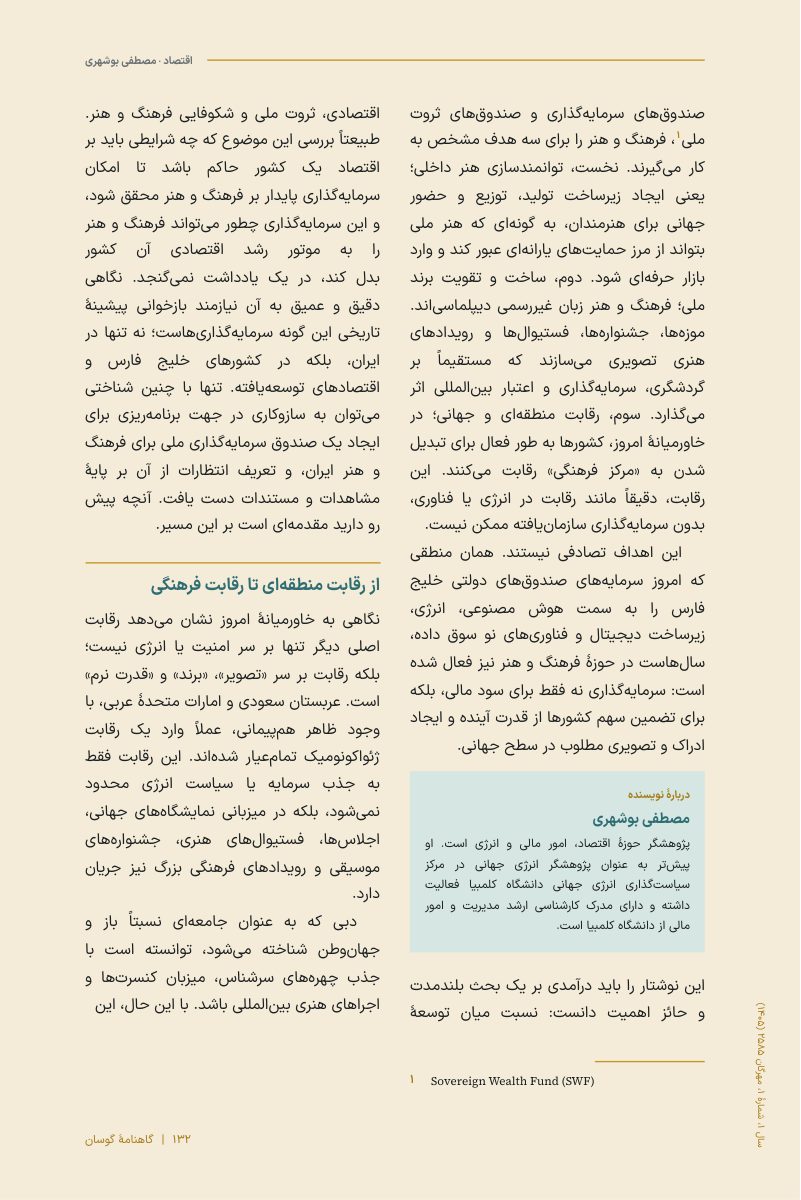 اقتصاد · مصطفی بوشهری
صندوق‌های سرمایه‌گذاری و صندوق‌های ثروت
ملی۱، فرهنگ و هنر را برای سه هدف مشخص به
کار می‌گیرند. نخست، توانمندسازی هنر داخلی؛
یعنی ایجاد زیرساخت تولید، توزیع و حضور
جهانی برای هنرمندان، به گونه‌ای که هنر ملی
بتواند از مرز حمایت‌های یارانه‌ای عبور کند و وارد
بازار حرفه‌ای شود. دوم، ساخت و تقویت برند
ملی؛ فرهنگ و هنر زبان غیررسمی دیپلماسی‌اند.
موزه‌ها، جشنواره‌ها، فستیوال‌ها و رویدادهای
هنری تصویری می‌سازند که مستقیماً بر
گردشگری، سرمایه‌گذاری و اعتبار بین‌المللی اثر
می‌گذارد. سوم، رقابت منطقه‌ای و جهانی؛ در
خاورمیانهٔ امروز، کشورها به طور فعال برای تبدیل
شدن به «مرکز فرهنگی» رقابت می‌کنند. این
رقابت، دقیقاً مانند رقابت در انرژی یا فناوری،
بدون سرمایه‌گذاری سازمان‌یافته ممکن نیست.
این اهداف تصادفی نیستند. همان منطقی
که امروز سرمایه‌های صندوق‌های دولتی خلیج
فارس را به سمت هوش مصنوعی، انرژی،
زیرساخت دیجیتال و فناوری‌های نو سوق داده،
سال‌هاست در حوزهٔ فرهنگ و هنر نیز فعال شده
است: سرمایه‌گذاری نه فقط برای سود مالی، بلکه
برای تضمین سهم کشورها از قدرت آینده و ایجاد
ادراک و تصویری مطلوب در سطح جهانی.
دربارهٔ نویسنده
مصطفی بوشهری
پژوهشگر حوزهٔ اقتصاد، امور مالی و انرژی است. او
پیش‌تر به عنوان پژوهشگر انرژی جهانی در مرکز
سیاست‌گذاری انرژی جهانی دانشگاه کلمبیا فعالیت
داشته و دارای مدرک کارشناسی ارشد مدیریت و امور
مالی از دانشگاه کلمبیا است.
این نوشتار را باید درآمدی بر یک بحث بلندمدت
و حائز اهمیت دانست: نسبت میان توسعهٔ
۱ Sovereign Wealth Fund (SWF)
اقتصادی، ثروت ملی و شکوفایی فرهنگ و هنر.
طبیعتاً بررسی این موضوع که چه شرایطی باید بر
اقتصاد یک کشور حاکم باشد تا امکان
سرمایه‌گذاری پایدار بر فرهنگ و هنر محقق شود،
و این سرمایه‌گذاری چطور می‌تواند فرهنگ و هنر
را به موتور رشد اقتصادی آن کشور
بدل کند، در یک یادداشت نمی‌گنجد. نگاهی
دقیق و عمیق به آن نیازمند بازخوانی پیشینهٔ
تاریخی این گونه سرمایه‌گذاری‌هاست؛ نه تنها در
ایران، بلکه در کشورهای خلیج فارس و
اقتصادهای توسعه‌یافته. تنها با چنین شناختی
می‌توان به سازوکاری در جهت برنامه‌ریزی برای
ایجاد یک صندوق سرمایه‌گذاری ملی برای فرهنگ
و هنر ایران، و تعریف انتظارات از آن بر پایهٔ
مشاهدات و مستندات دست یافت. آنچه پیش
رو دارید مقدمه‌ای است بر این مسیر.
از رقابت منطقه‌ای تا رقابت فرهنگی
نگاهی به خاورمیانهٔ امروز نشان می‌دهد رقابت
اصلی دیگر تنها بر سر امنیت یا انرژی نیست؛
بلکه رقابت بر سر «تصویر»، «برند» و «قدرت نرم»
است. عربستان سعودی و امارات متحدهٔ عربی، با
وجود ظاهر هم‌پیمانی، عملاً وارد یک رقابت
ژئواکونومیک تمام‌عیار شده‌اند. این رقابت فقط
به جذب سرمایه یا سیاست انرژی محدود
نمی‌شود، بلکه در میزبانی نمایشگاه‌های جهانی،
اجلاس‌ها، فستیوال‌های هنری، جشنواره‌های
موسیقی و رویدادهای فرهنگی بزرگ نیز جریان
دارد.
دبی که به عنوان جامعه‌ای نسبتاً باز و
جهان‌وطن شناخته می‌شود، توانسته است با
جذب چهره‌های سرشناس، میزبان کنسرت‌ها و
اجراهای هنری بین‌المللی باشد. با این حال، این
سال ۱، شمارهٔ ۱، مهرگان ۲۵۸۵ (۱۴۰۵)
۱۳۲ | گاهنامهٔ گوسان